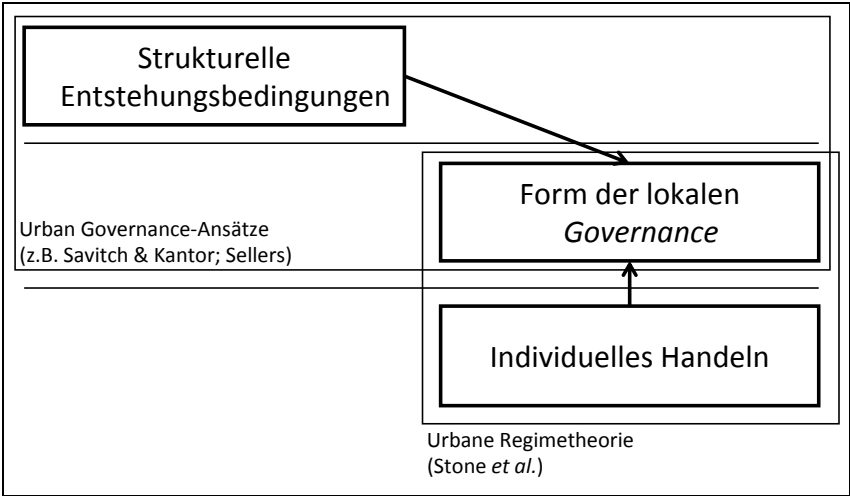 Strukturelle
Entstehungsbedingungen
Form der lokalen
Governance
Urban Governance-Ansätze
(z.B. Savitch & Kantor; Sellers)
Individuelles Handeln
Urbane Regimetheorie
(Stone et al.)